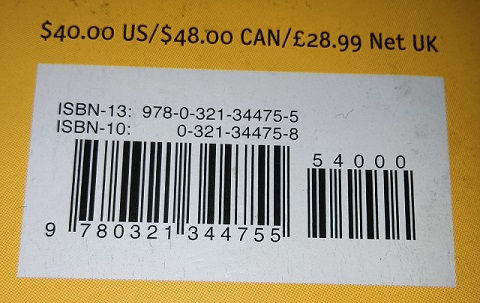 $40.00 US/$48.00 CAN/£28.99 Net UK
ISBN-13: 978-0-321-34475-5
ISBN-10: 0-321-34475-8
54000
9 780321 344755